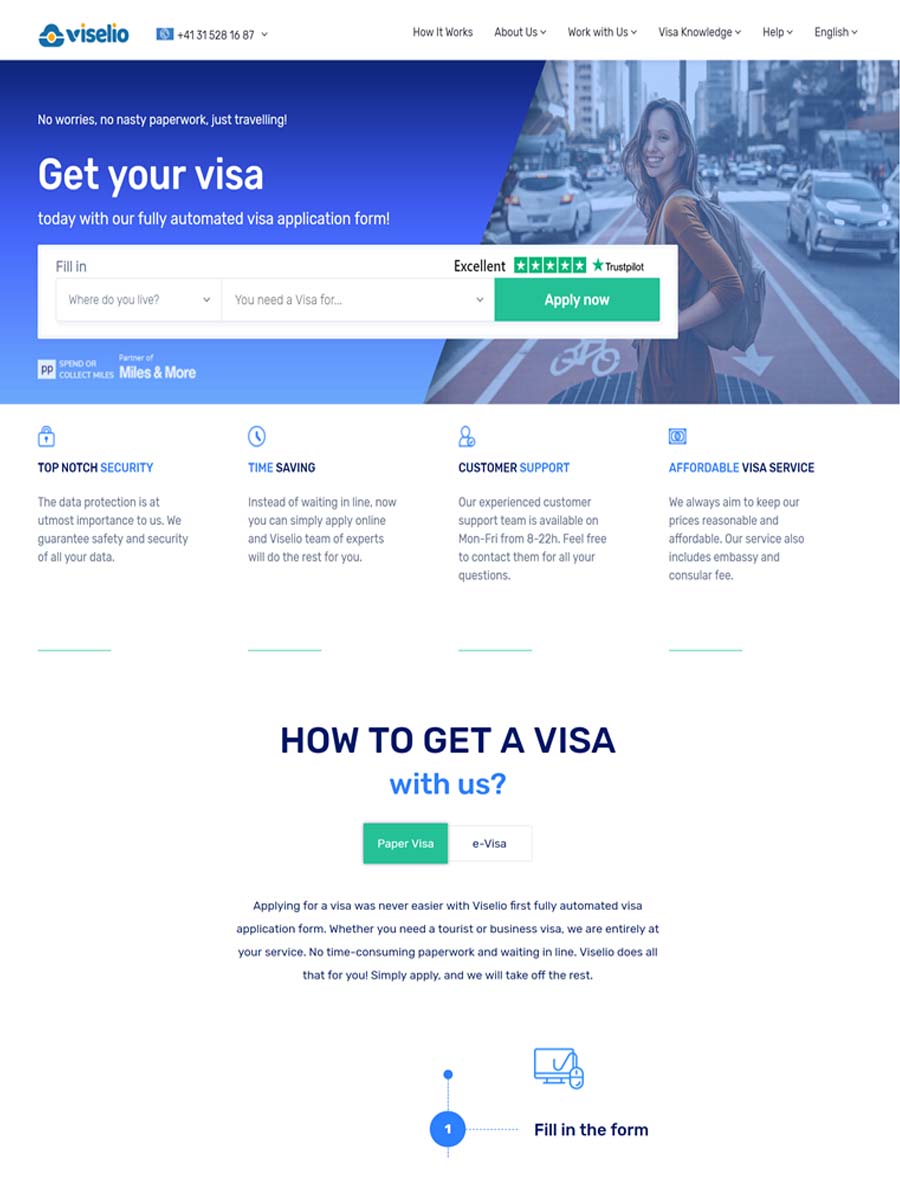 viselio
+41 31 528 16 87
How It Works
About Us
Work with Us
Visa Knowledge
Help
English
No worries, no nasty paperwork, just travelling!
Get your visa
today with our fully automated visa application form!
Fill in
Excellent
Trustpilot
Where do you live?
You need a Visa for...
Apply now
PP
SPEND OR
COLLECT MILES
Partner of
Miles & More
TOP NOTCH SECURITY
The data protection is at
utmost importance to us. We
guarantee safety and security
of all your data.
TIME SAVING
Instead of waiting in line, now
you can simply apply online
and Viselio team of experts
will do the rest for you.
CUSTOMER SUPPORT
Our experienced customer
support team is available on
Mon-Fri from 8-22h. Feel free
to contact them for all your
questions.
AFFORDABLE VISA SERVICE
We always aim to keep our
prices reasonable and
affordable. Our service also
includes embassy and
consular fee.
HOW TO GET A VISA
with us?
Paper Visa
e-Visa
Applying for a visa was never easier with Viselio first fully automated visa
application form. Whether you need a tourist or business visa, we are entirely at
your service. No time-consuming paperwork and waiting in line. Viselio does all
that for you! Simply apply, and we will take off the rest.
1
Fill in the form